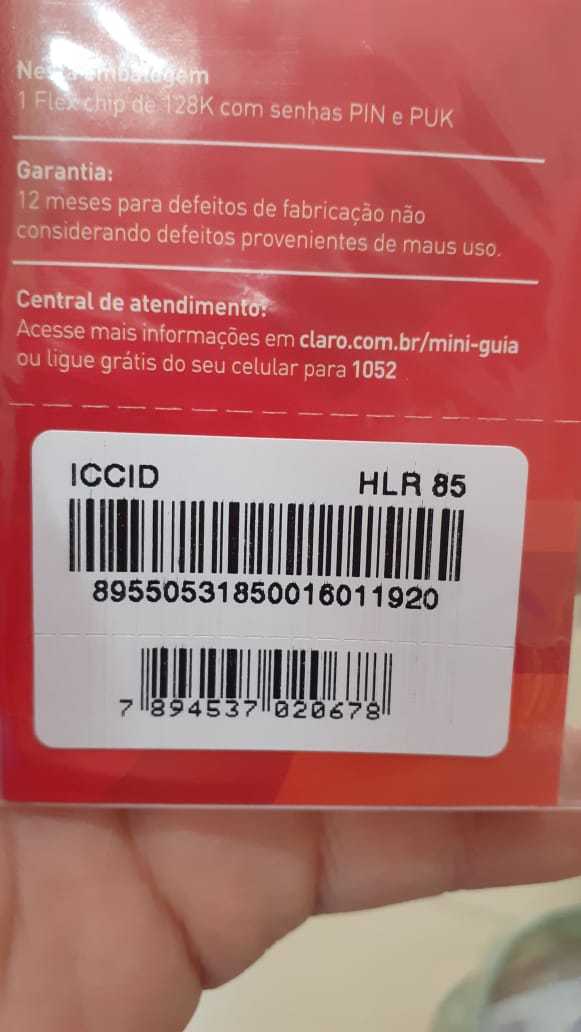 Nesta embalagem
1 Flex chip de 128K com senhas PIN e PUK
Garantia:
12 meses para defeitos de fabricação não
considerando defeitos provenientes de maus uso.
Central de atendimento:
Acesse mais informações em claro.com.br/mini-guia
ou ligue grátis do seu celular para 1052
ICCID HLR 85
89550531850016011920
7 894537 020678